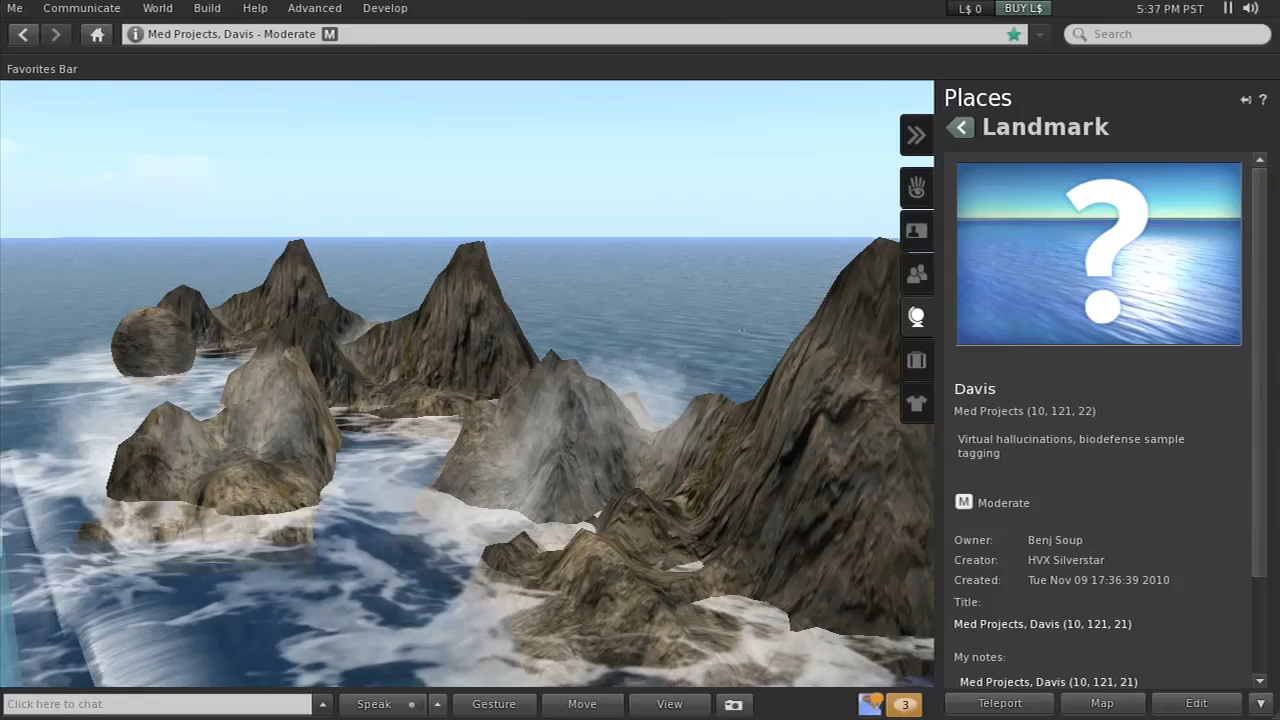 Me Communicate World Build Help Advanced Develop L$ 0 BUY L$ 5:37 PM PST
Med Projects, Davis - Moderate M Search
Favorites Bar
Places ?
Landmark
?
Davis
Med Projects (10, 121, 22)
Virtual hallucinations, biodefense sample
tagging
M Moderate
Owner: Benj Soup
Creator: HVX Silverstar
Created: Tue Nov 09 17:36:39 2010
Title:
Med Projects, Davis (10, 121, 21)
My notes:
Med Projects, Davis (10, 121, 21)
Click here to chat. Speak Gesture Move View 3 Teleport Map Edit